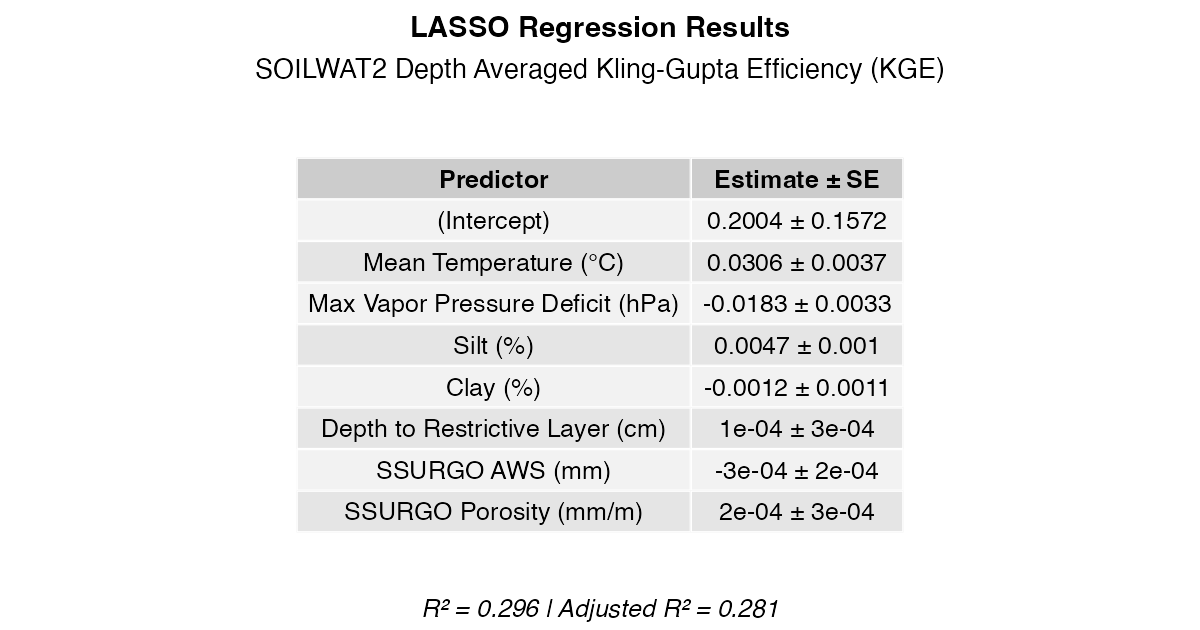 LASSO Regression Results
SOILWAT2 Depth Averaged Kling-Gupta Efficiency (KGE)
Predictor Estimate ± SE
(Intercept) 0.2004 ± 0.1572
Mean Temperature (°C) 0.0306 ± 0.0037
Max Vapor Pressure Deficit (hPa) -0.0183 ± 0.0033
Silt (%) 0.0047 ± 0.001
Clay (%) -0.0012 ± 0.0011
Depth to Restrictive Layer (cm) 1e-04 ± 3e-04
SSURGO AWS (mm) -3e-04 ± 2e-04
SSURGO Porosity (mm/m) 2e-04 ± 3e-04
R² = 0.296 | Adjusted R² = 0.281